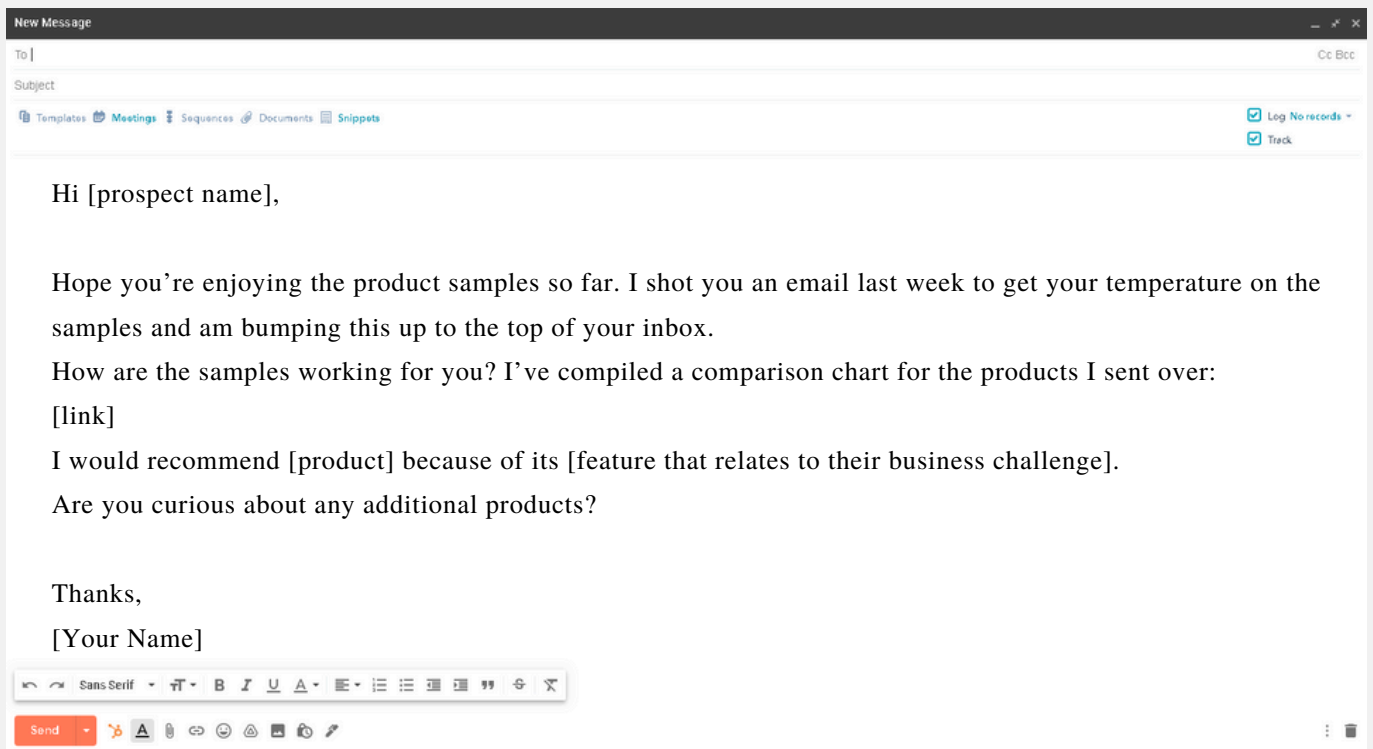 New Message
To
Cc Bcc
Subject
Templates Meetings Sequences Documents Snippets
Log No records
Track
Hi [prospect name],
Hope you’re enjoying the product samples so far. I shot you an email last week to get your temperature on the
samples and am bumping this up to the top of your inbox.
How are the samples working for you? I’ve compiled a comparison chart for the products I sent over:
[link]
I would recommend [product] because of its [feature that relates to their business challenge].
Are you curious about any additional products?
Thanks,
[Your Name]
Sans Serif
Send